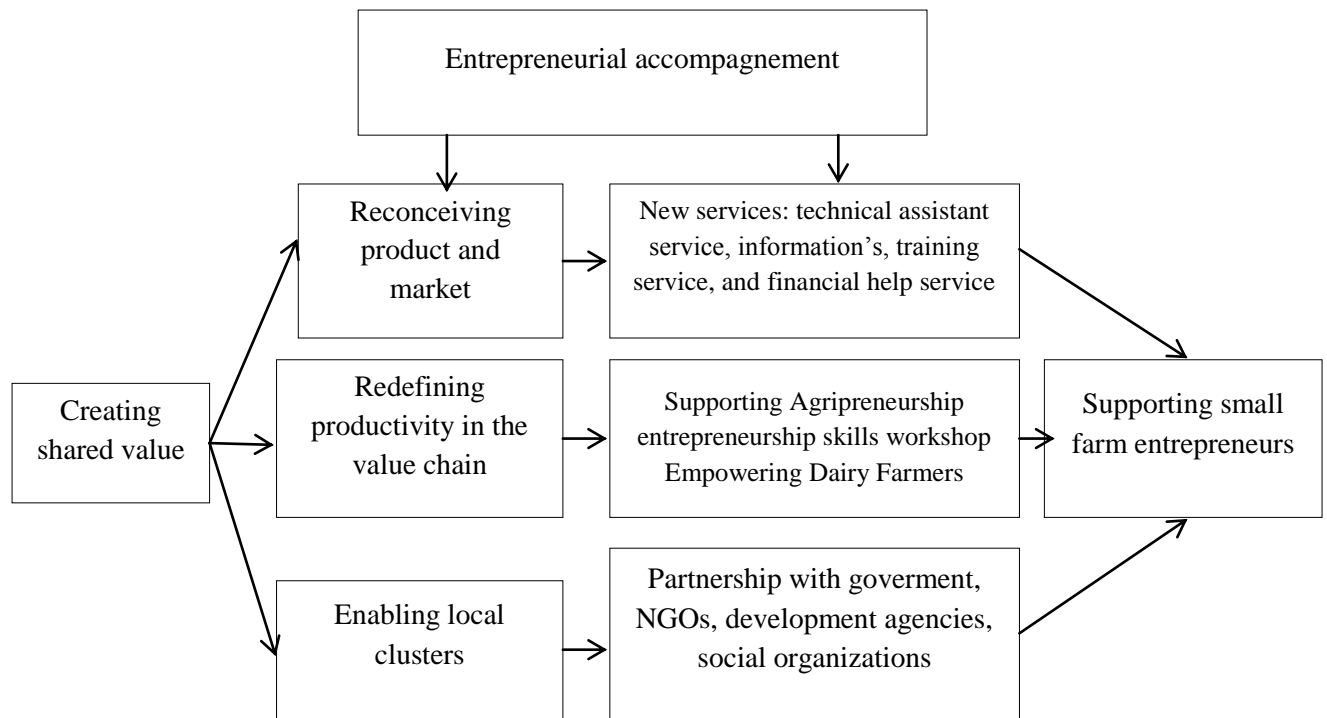 Entrepreneurial accompagnement
Reconceiving
product and
market
New services: technical assistant
service, information’s, training
service, and financial help service
Creating
shared value
Redefining
productivity in the
value chain
Supporting Agripreneurship
entrepreneurship skills workshop
Empowering Dairy Farmers
Supporting small
farm entrepreneurs
Enabling local
clusters
Partnership with goverment,
NGOs, development agencies,
social organizations